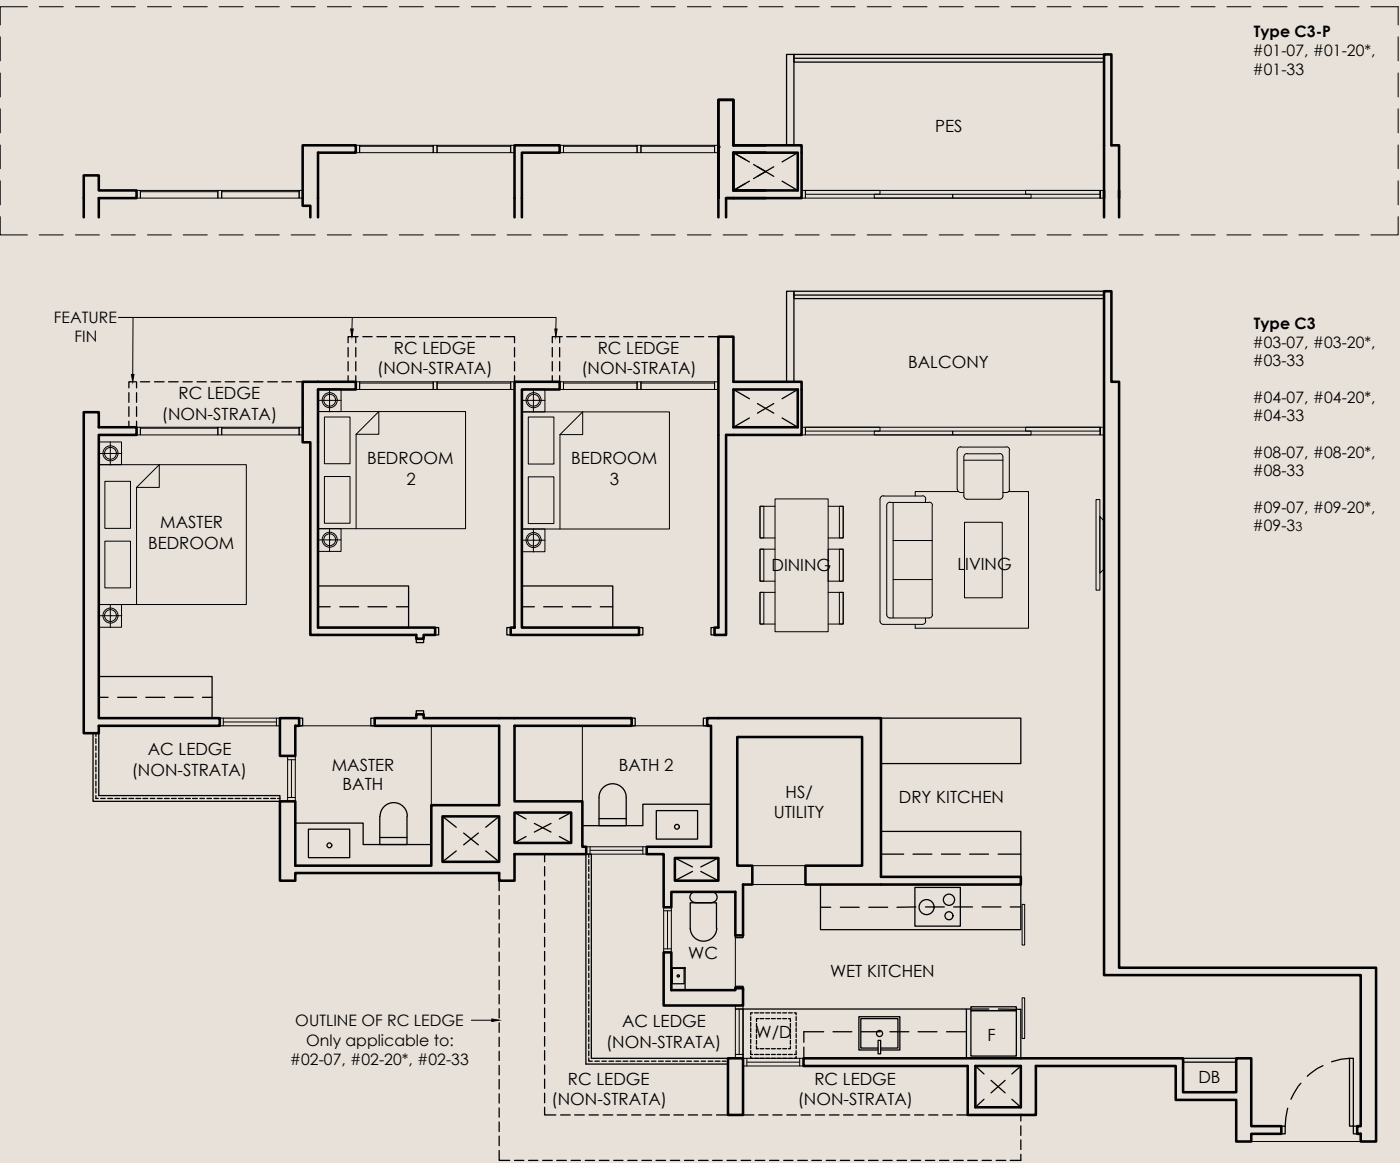 Type C3-P
#01-07, #01-20*,
#01-33
PES
FEATURE
FIN
RC LEDGE
(NON-STRATA)
RC LEDGE
(NON-STRATA)
RC LEDGE
(NON-STRATA)
BALCONY
Type C3
#03-07, #03-20*,
#03-33
#04-07, #04-20*,
#04-33
#08-07, #08-20*,
#08-33
#09-07, #09-20*,
#09-33
MASTER
BEDROOM
BEDROOM
2
BEDROOM
3
DINING
LIVING
AC LEDGE
(NON-STRATA)
MASTER
BATH
BATH 2
HS/
UTILITY
DRY KITCHEN
WC
WET KITCHEN
OUTLINE OF RC LEDGE
Only applicable to:
#02-07, #02-20*, #02-33
AC LEDGE
(NON-STRATA)
W/D
F
RC LEDGE
(NON-STRATA)
RC LEDGE
(NON-STRATA)
DB